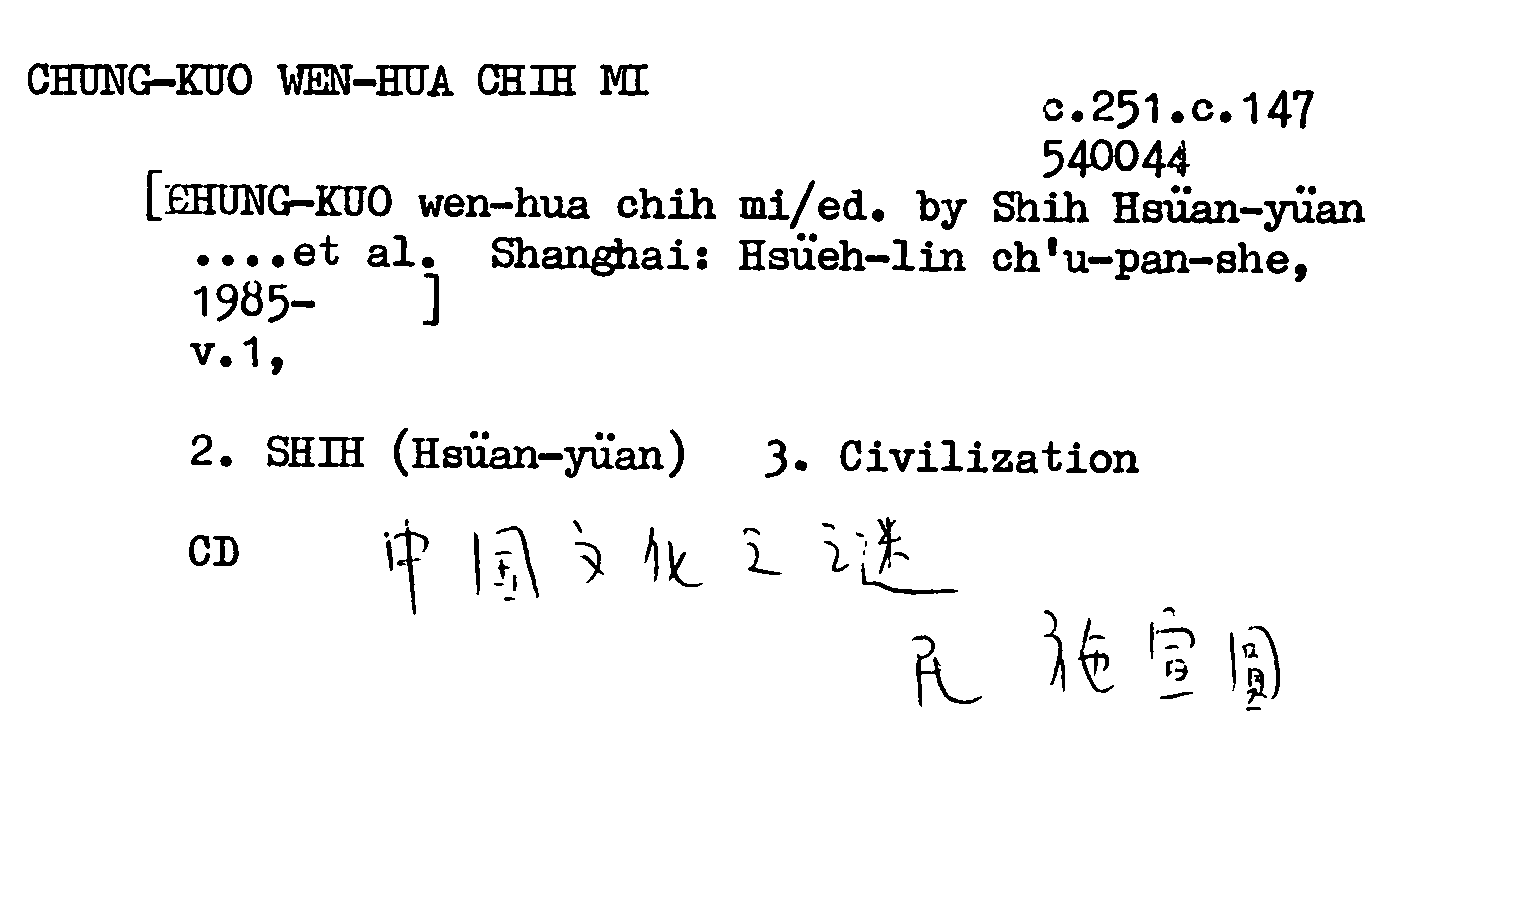 CHUNG-KUO WEN-HUA CHIH MI
c.251.c.147
540044
[CHUNG-KUO wen-hua chih mi/ed. by Shih Hsüan-yüan
....et al. Shanghai: Hsüeh-lin ch'u-pan-she,
1985- ]
v.1,
2. SHIH (Hsüan-yüan) 3. Civilization
CD 中國文化之謎
施宣圓